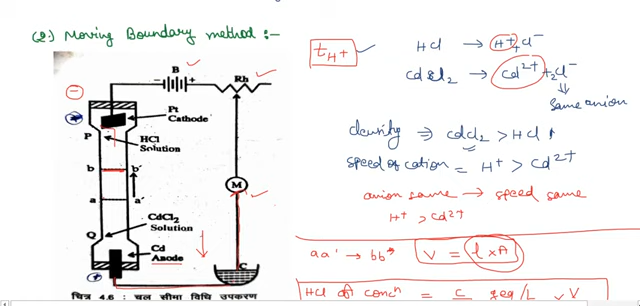 (2) Moving Boundary method :-
B
- +
Rh
Pt
Cathode
P
HCl
Solution
b b'
a a'
M
CdCl2
Solution
Q
Cd
Anode
C
चित्र 4.6 : चल सीमा विधि उपकरण
tH+
HCl → H+ + Cl-
CdCl2 → Cd2+ + 2Cl-
Same anion
density ⇒ CdCl2 > HCl
speed of cation = H+ > Cd2+
anion same → speed same
H+ > Cd2+
aa' → bb'
V = l × A
HCl of concn = c geq/L × V